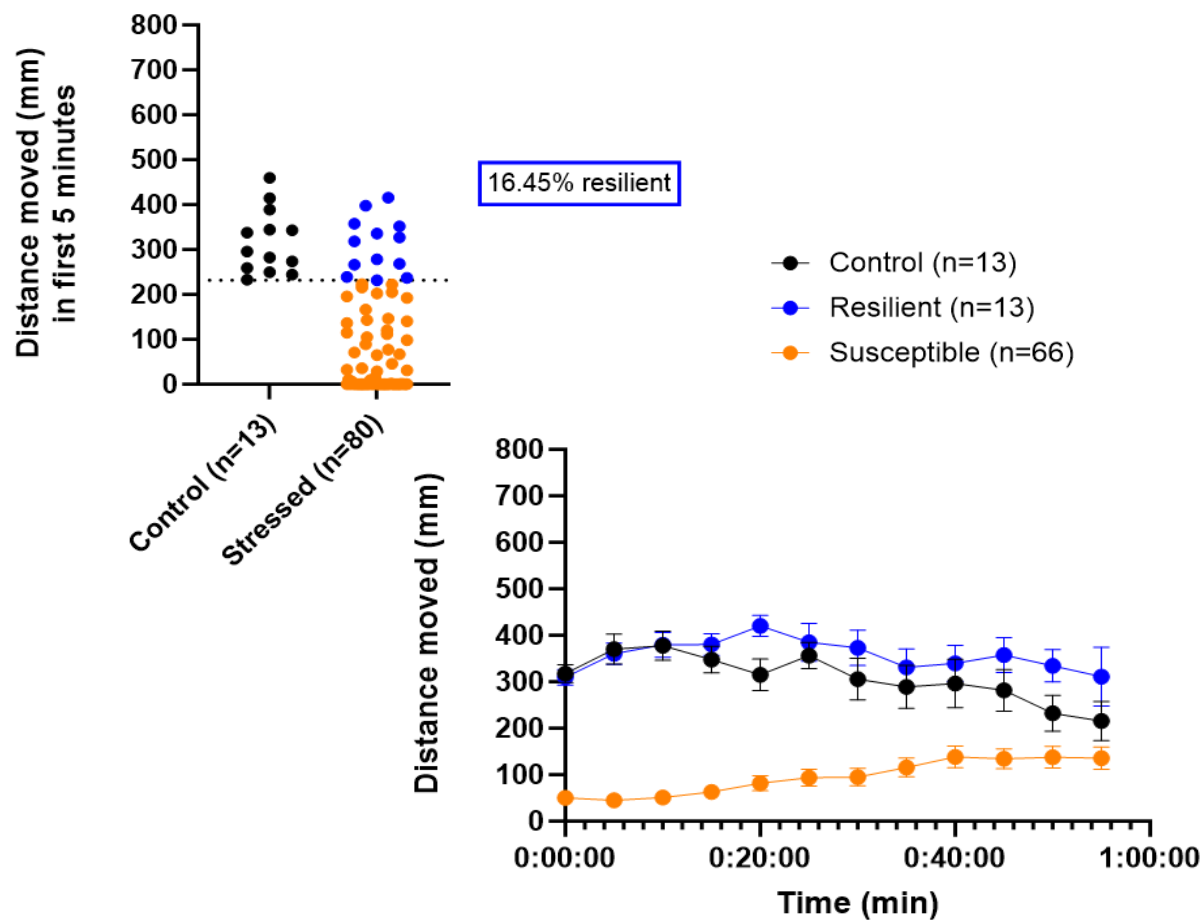 Distance moved (mm)
in first 5 minutes
800
700
600
500
400
300
200
100
0
Control (n=13)
Stressed (n=80)
16.45% resilient
Control (n=13)
Resilient (n=13)
Susceptible (n=66)
Distance moved (mm)
800
700
600
500
400
300
200
100
0
0:00:00 0:20:00 0:40:00 1:00:00
Time (min)